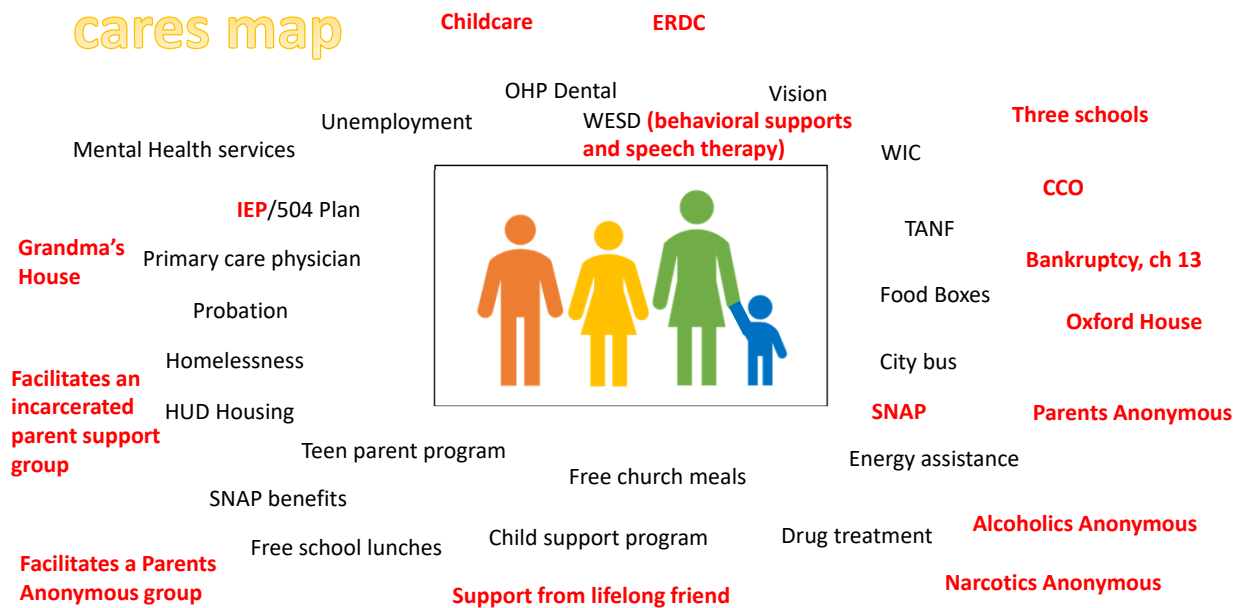 cares map
Childcare
ERDC
OHP Dental
Vision
Unemployment
WESD (behavioral supports
and speech therapy)
Three schools
Mental Health services
WIC
CCO
IEP/504 Plan
TANF
Grandma's
House
Primary care physician
Bankruptcy, ch 13
Food Boxes
Probation
Oxford House
Homelessness
City bus
Facilitates an
incarcerated
parent support
group
HUD Housing
SNAP
Parents Anonymous
Teen parent program
Energy assistance
Free church meals
SNAP benefits
Alcoholics Anonymous
Child support program
Drug treatment
Free school lunches
Facilitates a Parents
Anonymous group
Narcotics Anonymous
Support from lifelong friend